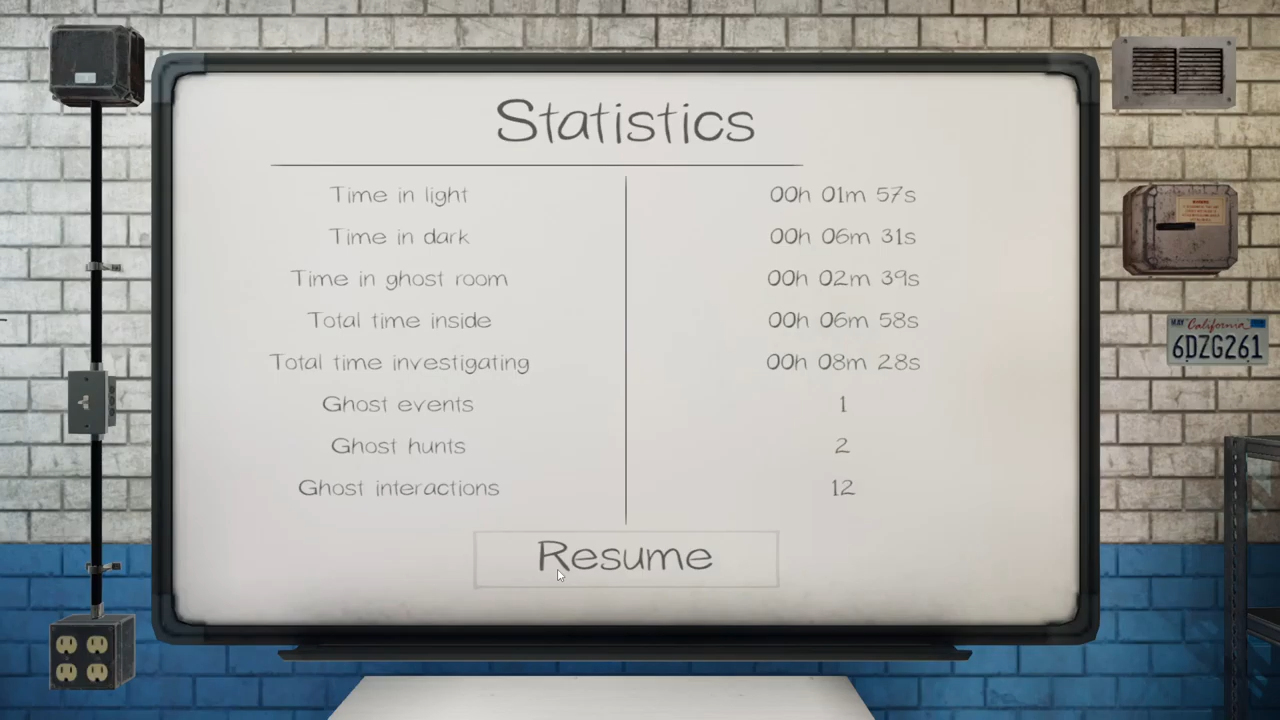 Statistics
Time in light 00h 01m 57s
Time in dark 00h 06m 31s
Time in ghost room 00h 02m 39s
Total time inside 00h 06m 58s
Total time investigating 00h 08m 28s
Ghost events 1
Ghost hunts 2
Ghost interactions 12
Resume
California
6DZG261